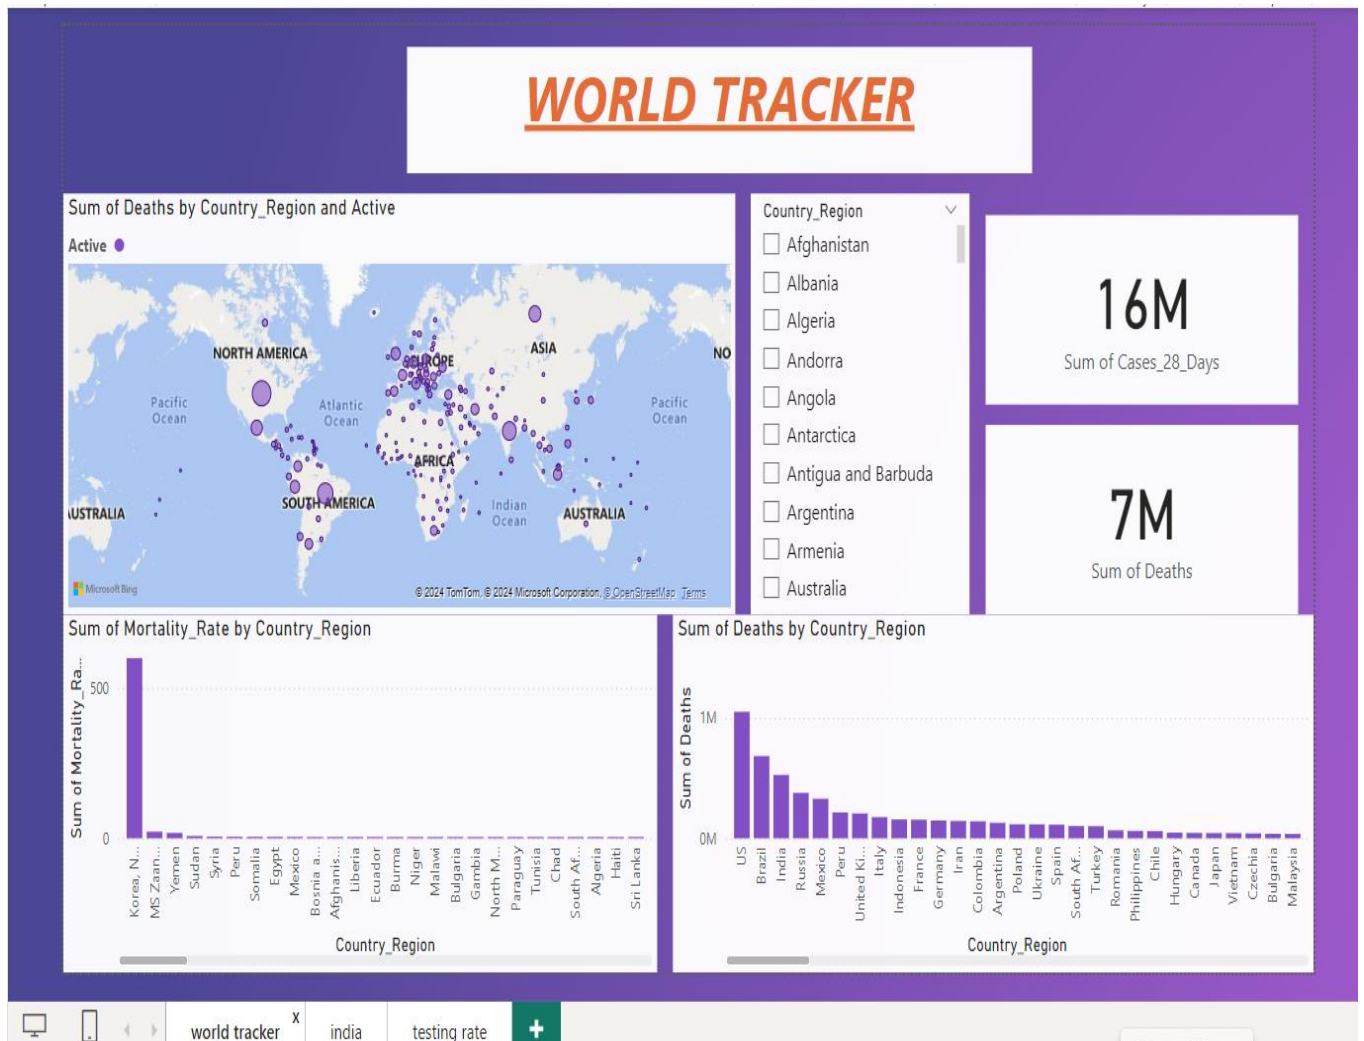 WORLD TRACKER
Sum of Deaths by Country_Region and Active
Active
NORTH AMERICA
EUROPE
ASIA
NO
Pacific
Ocean
Atlantic
Ocean
Pacific
Ocean
AFRICA
SOUTH AMERICA
Indian
Ocean
AUSTRALIA
AUSTRALIA
Microsoft Bing
© 2024 TomTom, © 2024 Microsoft Corporation, © OpenStreetMap Terms
Country_Region
Afghanistan
Albania
Algeria
Andorra
Angola
Antarctica
Antigua and Barbuda
Argentina
Armenia
Australia
16M
Sum of Cases_28_Days
7M
Sum of Deaths
Sum of Mortality_Rate by Country_Region
Sum of Mortality_Ra...
500
0
Korea, N...
MS Zaan...
Yemen
Sudan
Syria
Peru
Somalia
Egypt
Mexico
Bosnia a...
Afghanis...
Liberia
Ecuador
Burma
Niger
Malawi
Bulgaria
Gambia
North M...
Paraguay
Tunisia
Chad
South Af...
Algeria
Haiti
Sri Lanka
Country_Region
Sum of Deaths by Country_Region
Sum of Deaths
1M
0M
US
Brazil
India
Russia
Mexico
Peru
United Ki...
Italy
Indonesia
France
Germany
Iran
Colombia
Argentina
Poland
Ukraine
Spain
South Af...
Turkey
Romania
Philippines
Chile
Hungary
Canada
Japan
Vietnam
Czechia
Bulgaria
Malaysia
Country_Region
world tracker
x
india
testing rate
+